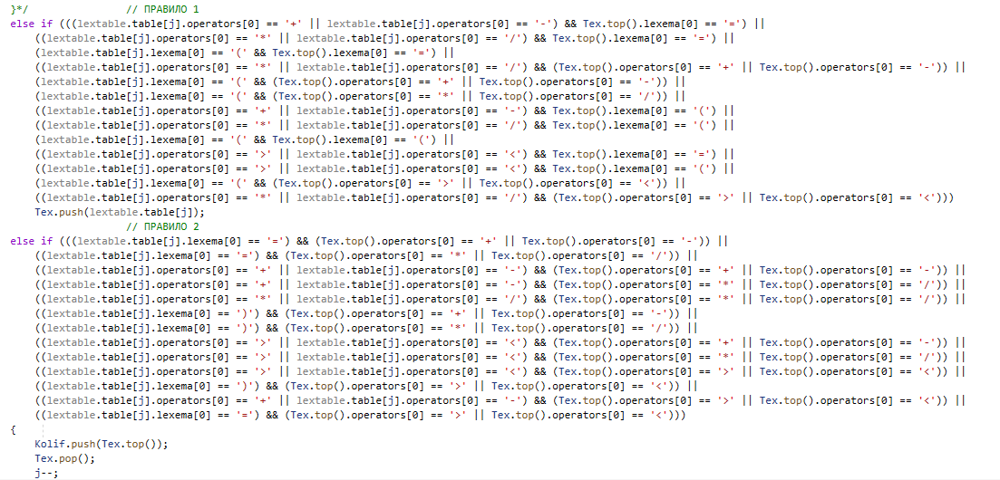 }*/ // ПРАВИЛО 1
else if (((lextable.table[j].operators[0] == '+' || lextable.table[j].operators[0] == '-') && Tex.top().lexema[0] == '=') ||
((lextable.table[j].operators[0] == '*' || lextable.table[j].operators[0] == '/') && Tex.top().lexema[0] == '=') ||
(lextable.table[j].lexema[0] == '(' && Tex.top().lexema[0] == '=') ||
((lextable.table[j].operators[0] == '*' || lextable.table[j].operators[0] == '/') && (Tex.top().operators[0] == '+' || Tex.top().operators[0] == '-')) ||
(lextable.table[j].lexema[0] == '(' && (Tex.top().operators[0] == '+' || Tex.top().operators[0] == '-')) ||
(lextable.table[j].lexema[0] == '(' && (Tex.top().operators[0] == '*' || Tex.top().operators[0] == '/')) ||
((lextable.table[j].operators[0] == '+' || lextable.table[j].operators[0] == '-') && Tex.top().lexema[0] == '(') ||
((lextable.table[j].operators[0] == '*' || lextable.table[j].operators[0] == '/') && Tex.top().lexema[0] == '(') ||
(lextable.table[j].lexema[0] == '(' && Tex.top().lexema[0] == '(') ||
((lextable.table[j].operators[0] == '>' || lextable.table[j].operators[0] == '<') && Tex.top().lexema[0] == '=') ||
((lextable.table[j].operators[0] == '>' || lextable.table[j].operators[0] == '<') && Tex.top().lexema[0] == '(') ||
(lextable.table[j].lexema[0] == '(' && (Tex.top().operators[0] == '>' || Tex.top().operators[0] == '<')) ||
((lextable.table[j].operators[0] == '*' || lextable.table[j].operators[0] == '/') && (Tex.top().operators[0] == '>' || Tex.top().operators[0] == '<')))
Tex.push(lextable.table[j]);
// ПРАВИЛО 2
else if (((lextable.table[j].lexema[0] == '=') && (Tex.top().operators[0] == '+' || Tex.top().operators[0] == '-')) ||
((lextable.table[j].lexema[0] == '=') && (Tex.top().operators[0] == '*' || Tex.top().operators[0] == '/')) ||
((lextable.table[j].operators[0] == '+' || lextable.table[j].operators[0] == '-') && (Tex.top().operators[0] == '+' || Tex.top().operators[0] == '-')) ||
((lextable.table[j].operators[0] == '+' || lextable.table[j].operators[0] == '-') && (Tex.top().operators[0] == '*' || Tex.top().operators[0] == '/')) ||
((lextable.table[j].operators[0] == '*' || lextable.table[j].operators[0] == '/') && (Tex.top().operators[0] == '*' || Tex.top().operators[0] == '/')) ||
((lextable.table[j].lexema[0] == ')') && (Tex.top().operators[0] == '+' || Tex.top().operators[0] == '-')) ||
((lextable.table[j].lexema[0] == ')') && (Tex.top().operators[0] == '*' || Tex.top().operators[0] == '/')) ||
((lextable.table[j].operators[0] == '>' || lextable.table[j].operators[0] == '<') && (Tex.top().operators[0] == '+' || Tex.top().operators[0] == '-')) ||
((lextable.table[j].operators[0] == '>' || lextable.table[j].operators[0] == '<') && (Tex.top().operators[0] == '*' || Tex.top().operators[0] == '/')) ||
((lextable.table[j].operators[0] == '>' || lextable.table[j].operators[0] == '<') && (Tex.top().operators[0] == '>' || Tex.top().operators[0] == '<')) ||
((lextable.table[j].lexema[0] == ')') && (Tex.top().operators[0] == '>' || Tex.top().operators[0] == '<')) ||
((lextable.table[j].operators[0] == '+' || lextable.table[j].operators[0] == '-') && (Tex.top().operators[0] == '>' || Tex.top().operators[0] == '<')) ||
((lextable.table[j].lexema[0] == '=') && (Tex.top().operators[0] == '>' || Tex.top().operators[0] == '<')))
{
Kolif.push(Tex.top());
Tex.pop();
j--;